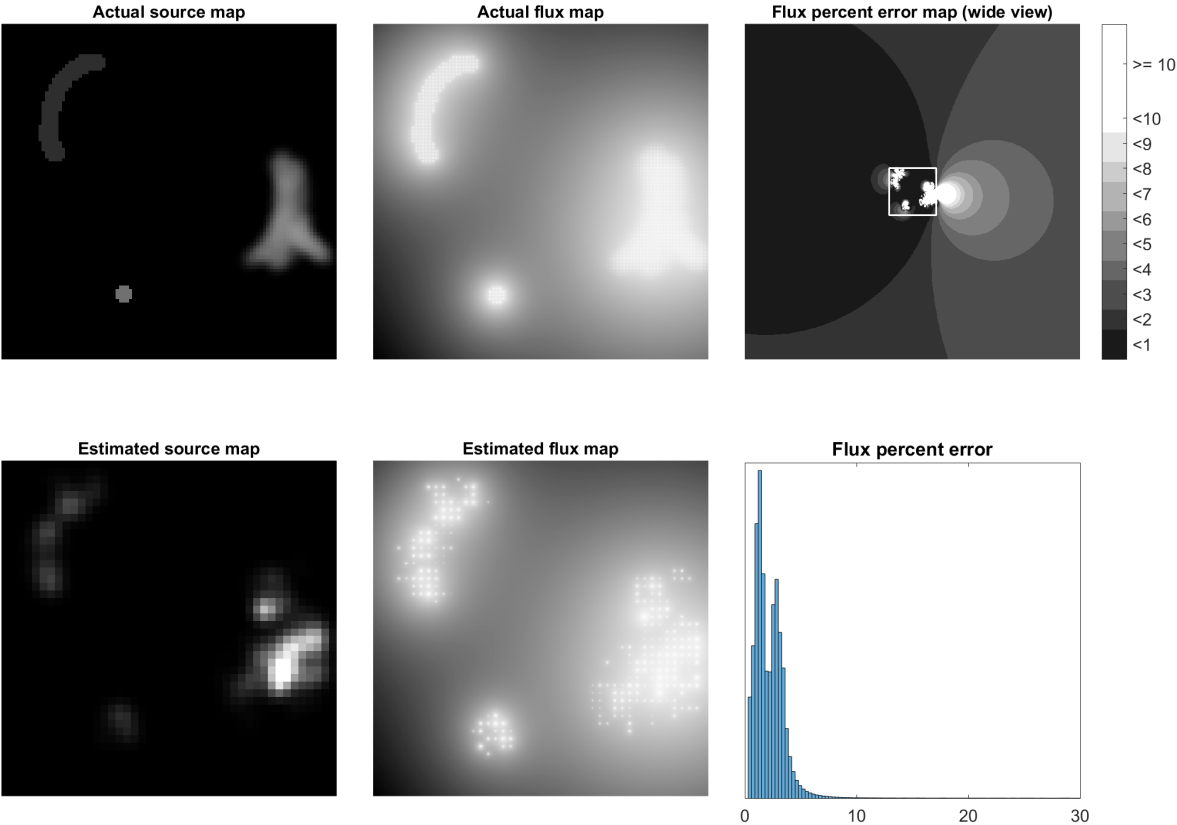 Actual source map
Actual flux map
Flux percent error map (wide view)
>= 10
<10
<9
<8
<7
<6
<5
<4
<3
<2
<1
Estimated source map
Estimated flux map
Flux percent error
0
10
20
30